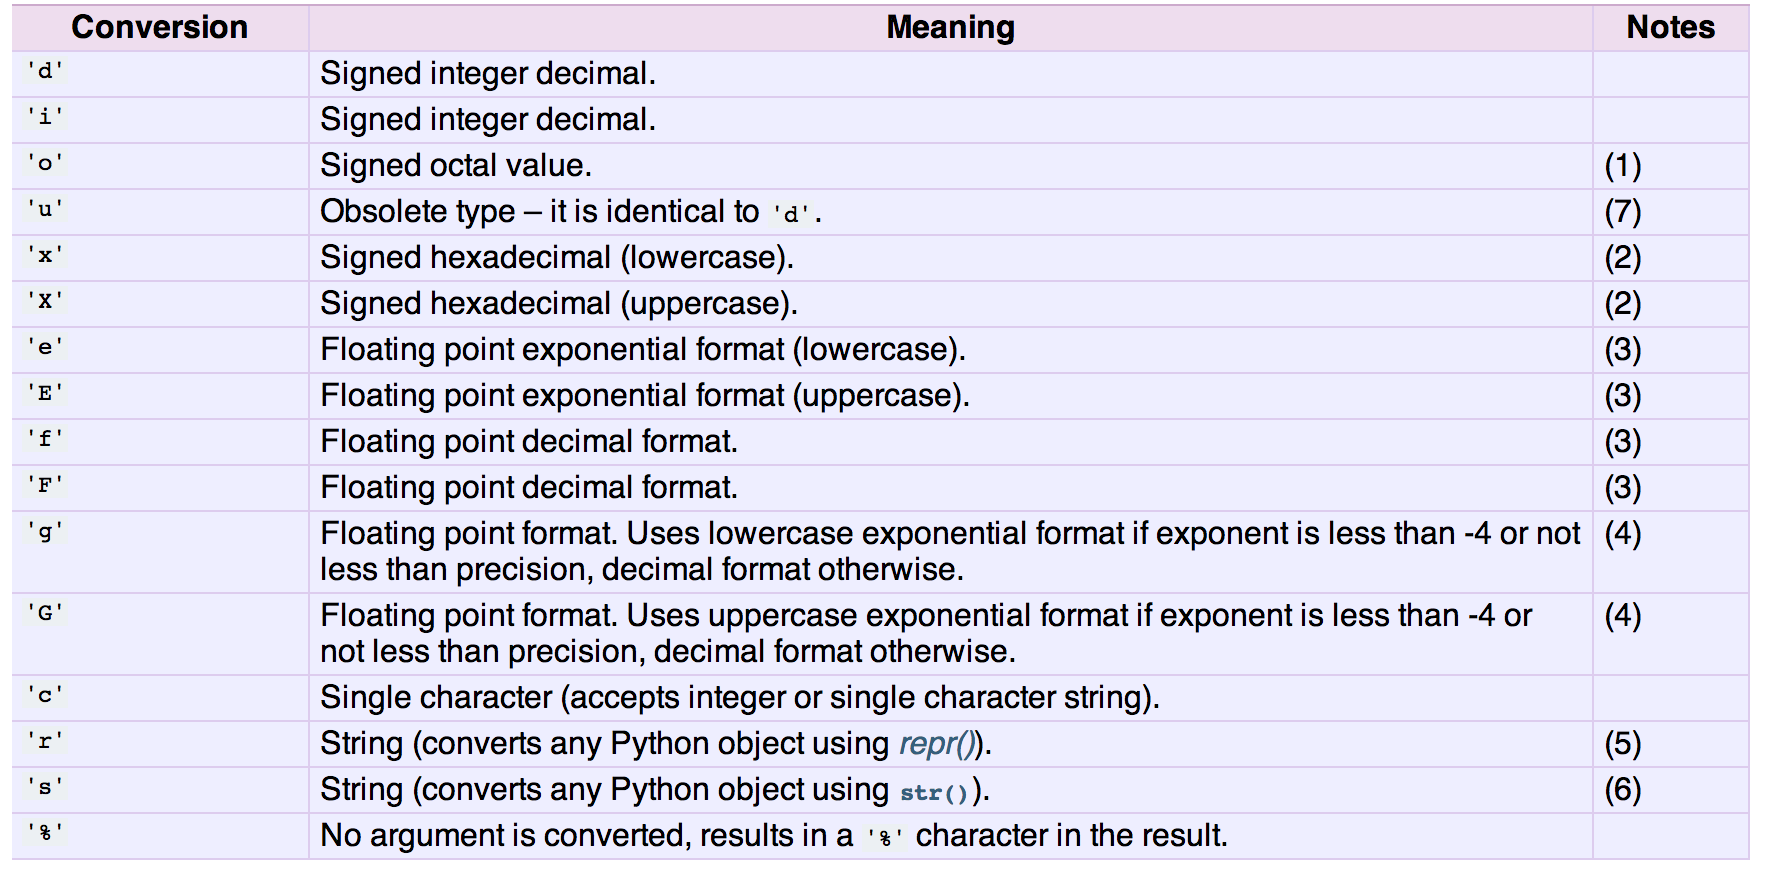 Conversion Meaning Notes
'd' Signed integer decimal.
'i' Signed integer decimal.
'o' Signed octal value. (1)
'u' Obsolete type – it is identical to 'd'. (7)
'x' Signed hexadecimal (lowercase). (2)
'X' Signed hexadecimal (uppercase). (2)
'e' Floating point exponential format (lowercase). (3)
'E' Floating point exponential format (uppercase). (3)
'f' Floating point decimal format. (3)
'F' Floating point decimal format. (3)
'g' Floating point format. Uses lowercase exponential format if exponent is less than -4 or not (4)
less than precision, decimal format otherwise.
'G' Floating point format. Uses uppercase exponential format if exponent is less than -4 or (4)
not less than precision, decimal format otherwise.
'c' Single character (accepts integer or single character string).
'r' String (converts any Python object using repr()). (5)
's' String (converts any Python object using str()). (6)
'%' No argument is converted, results in a '%' character in the result.